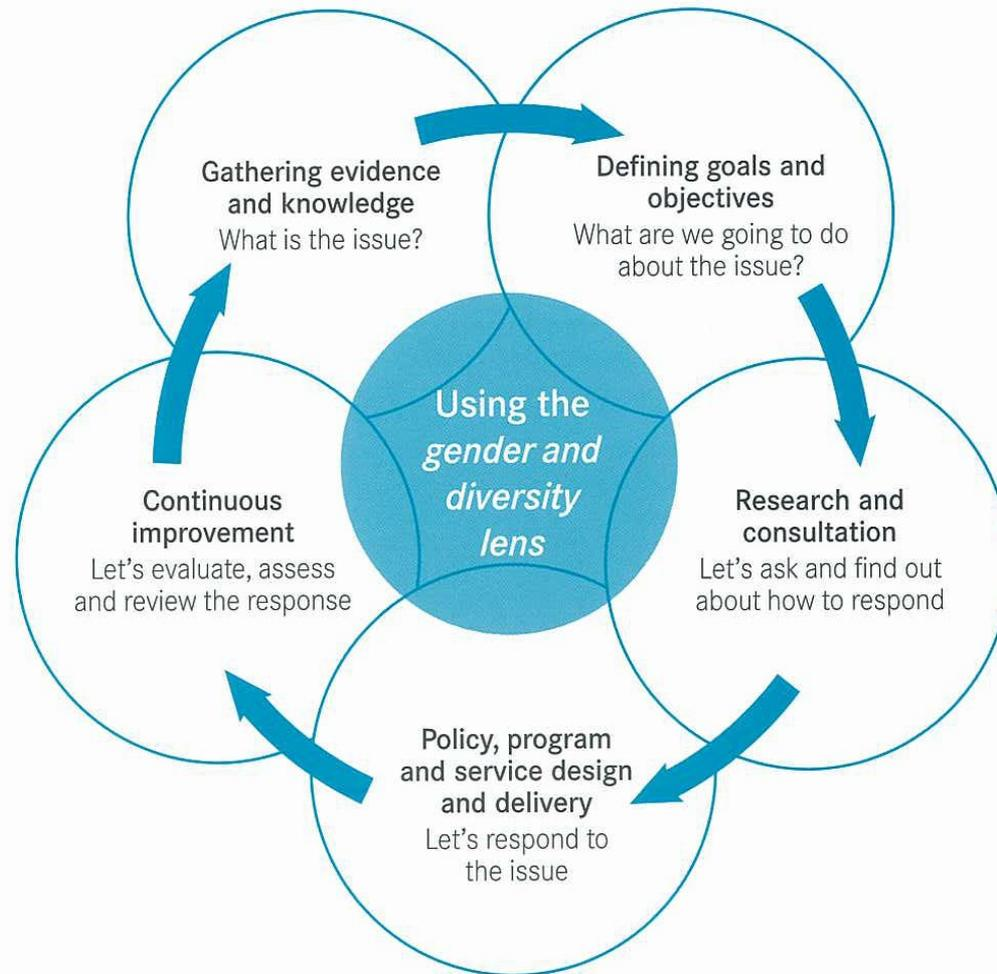 Gathering evidence
and knowledge
What is the issue?
Defining goals and
objectives
What are we going to do
about the issue?
Using the
gender and
diversity
lens
Research and
consultation
Let's ask and find out
about how to respond
Policy, program
and service design
and delivery
Let's respond to
the issue
Continuous
improvement
Let's evaluate, assess
and review the response